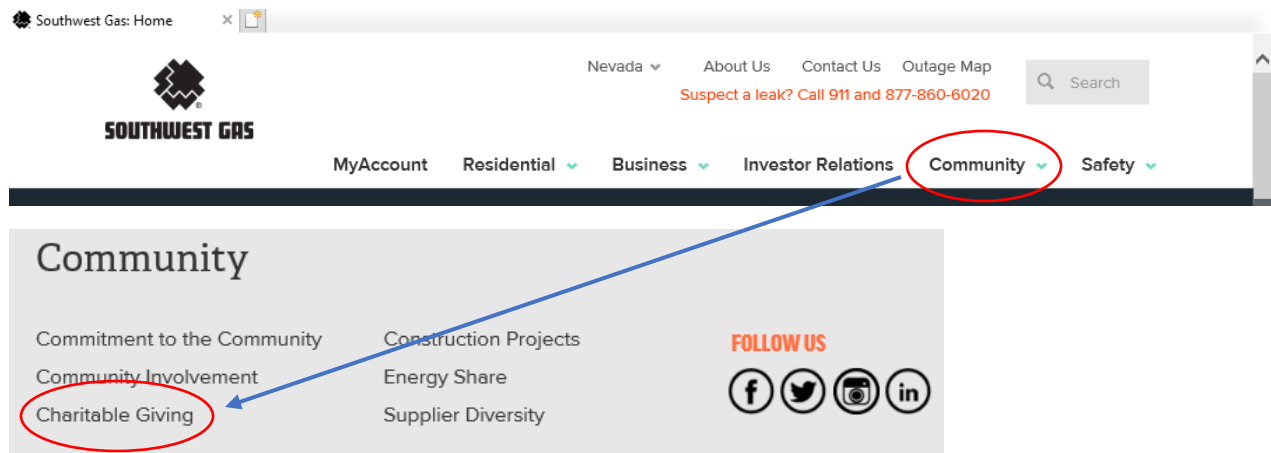 Southwest Gas: Home
Nevada About Us Contact Us Outage Map
Suspect a leak? Call 911 and 877-860-6020
Search
SOUTHWEST GAS
MyAccount Residential Business Investor Relations Community Safety
Community
Commitment to the Community Construction Projects
Community Involvement Energy Share
Charitable Giving Supplier Diversity
FOLLOW US
f in